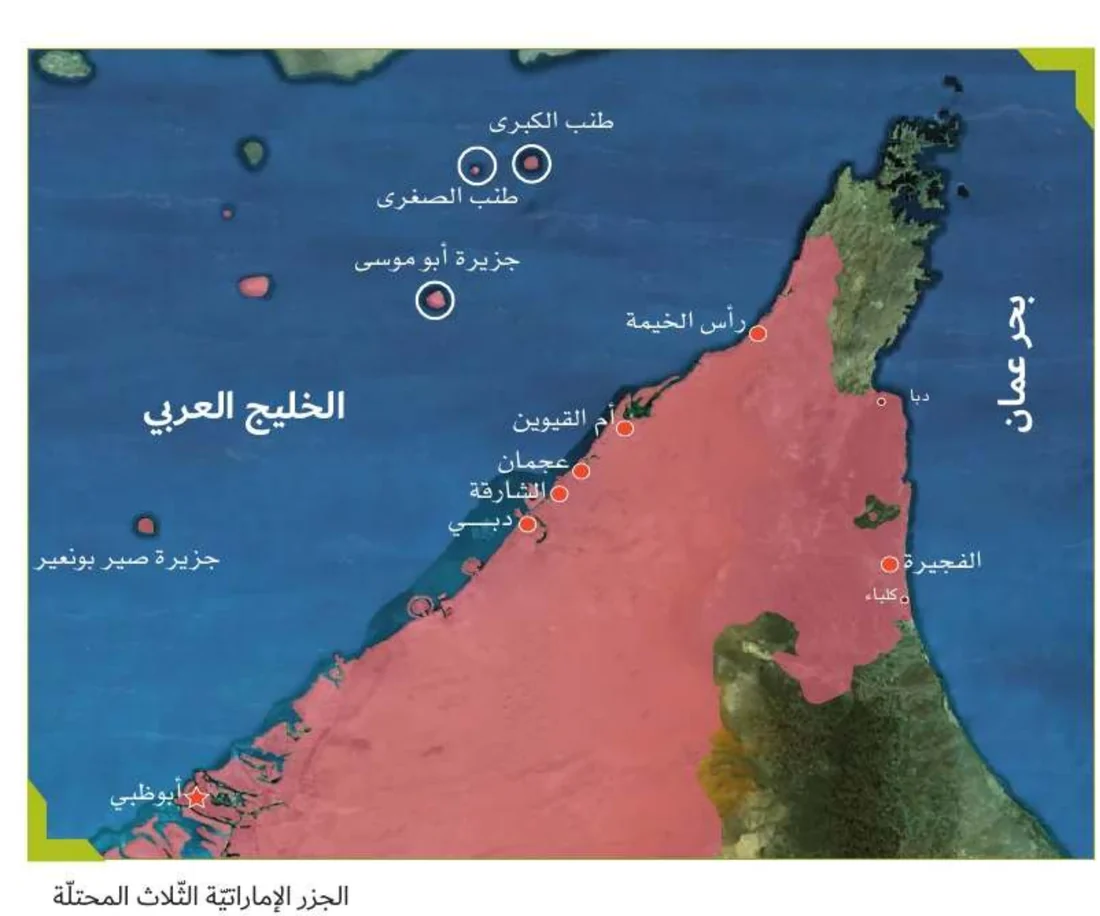 طنب الكبرى
طنب الصغرى
جزيرة أبو موسى
رأس الخيمة
بحر عمان
دبا
الخليج العربي
أم القيوين
عجمان
الشارقة
دبـــي
جزيرة صير بونعير
الفجيرة
كلباء
أبوظبي
الجزر الإماراتيّة الثّلاث المحتلّة